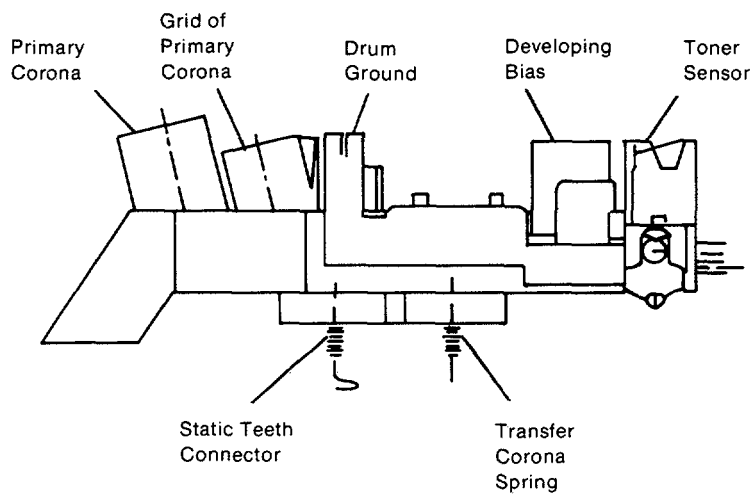 Primary
Corona
Grid of
Primary
Corona
Drum
Ground
Developing
Bias
Toner
Sensor
Static Teeth
Connector
Transfer
Corona
Spring